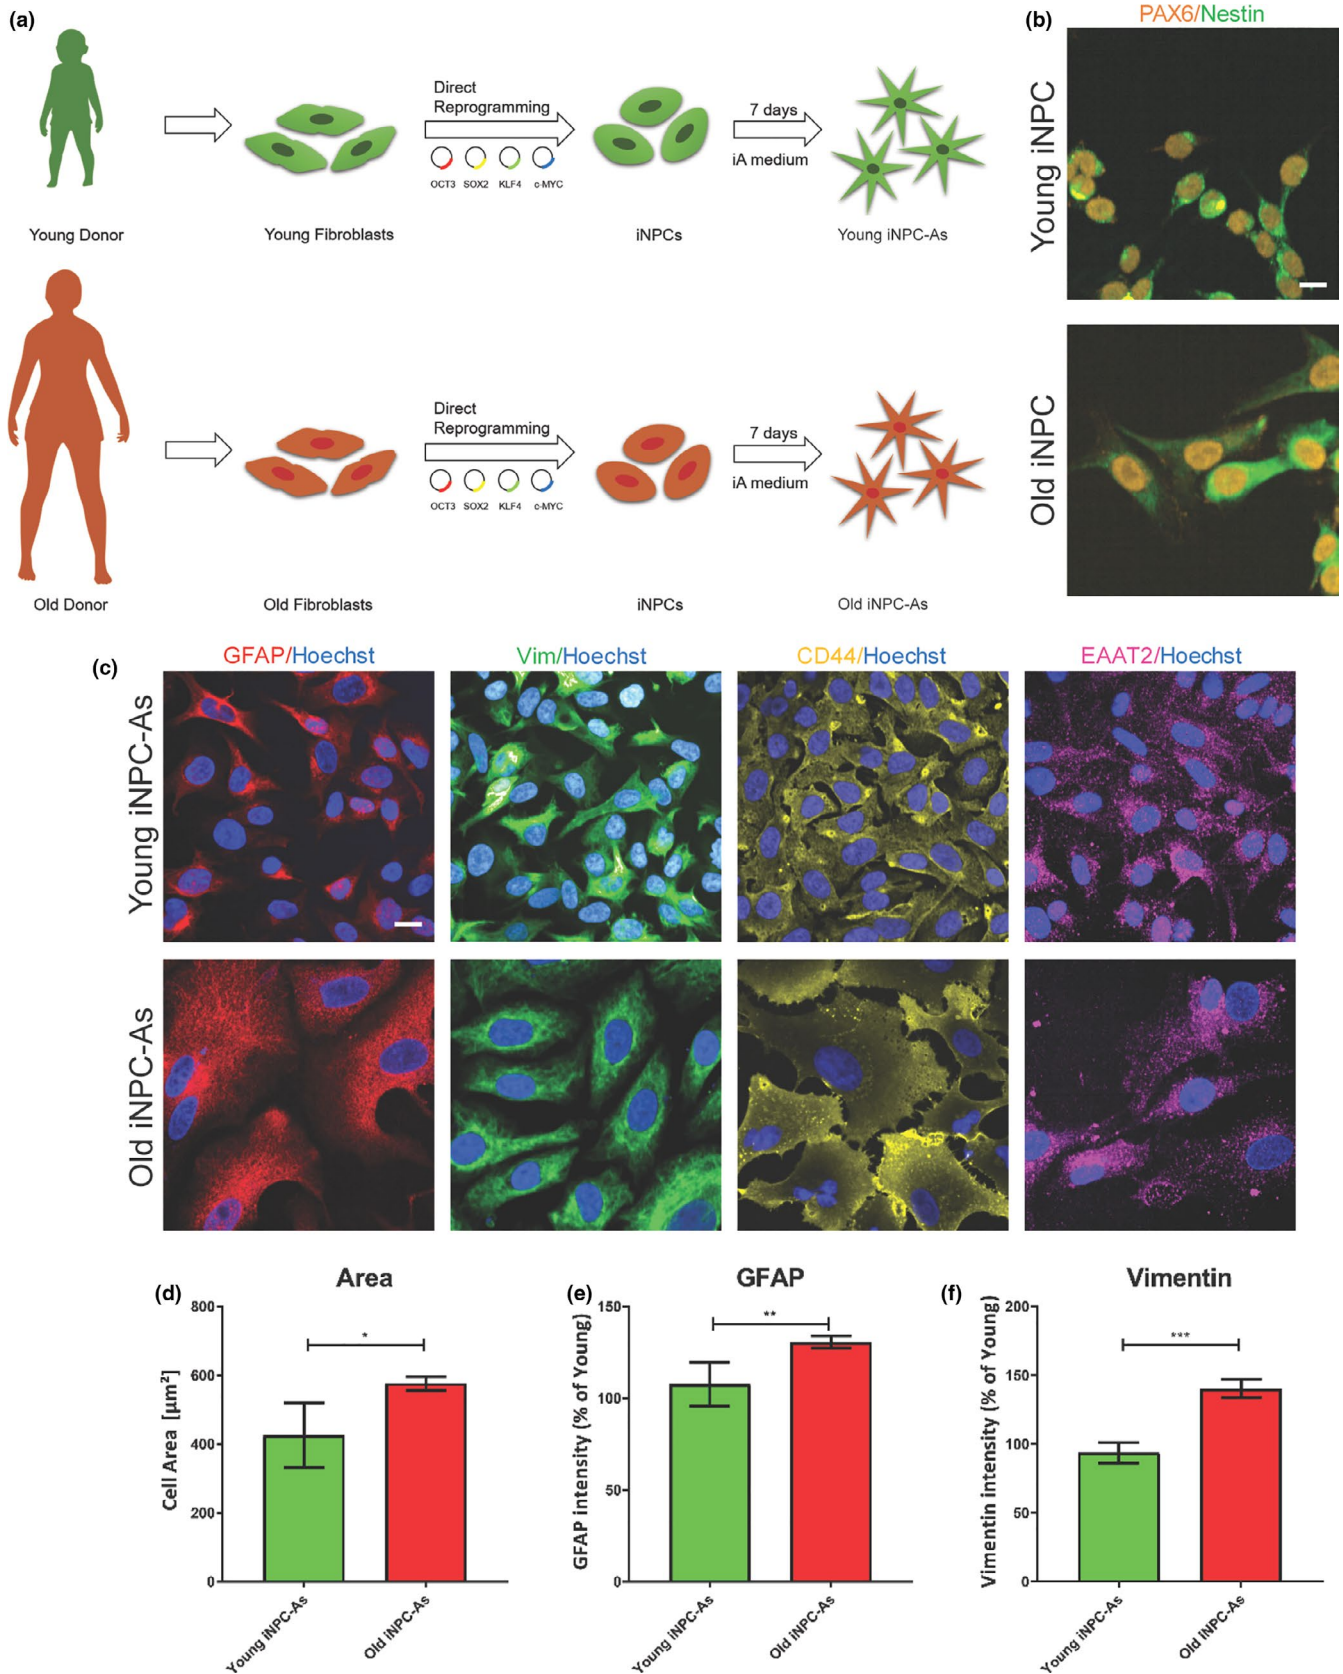 (a)
Young Donor
Young Fibroblasts
Direct
Reprogramming
OCT3 SOX2 KLF4 c-MYC
iNPCs
7 days
iA medium
Young iNPC-As
Old Donor
Old Fibroblasts
Direct
Reprogramming
OCT3 SOX2 KLF4 c-MYC
iNPCs
7 days
iA medium
Old iNPC-As
(b)
PAX6/Nestin
Young iNPC
Old iNPC
(c)
GFAP/Hoechst
Vim/Hoechst
CD44/Hoechst
EAAT2/Hoechst
Young iNPC-As
Old iNPC-As
(d)
Area
Cell Area [µm²]
800
600
400
200
0
*
Young iNPC-As
Old iNPC-As
(e)
GFAP
GFAP intensity (% of Young)
150
100
50
0
**
Young iNPC-As
Old iNPC-As
(f)
Vimentin
Vimentin intensity (% of Young)
200
150
100
50
0
***
Young iNPC-As
Old iNPC-As